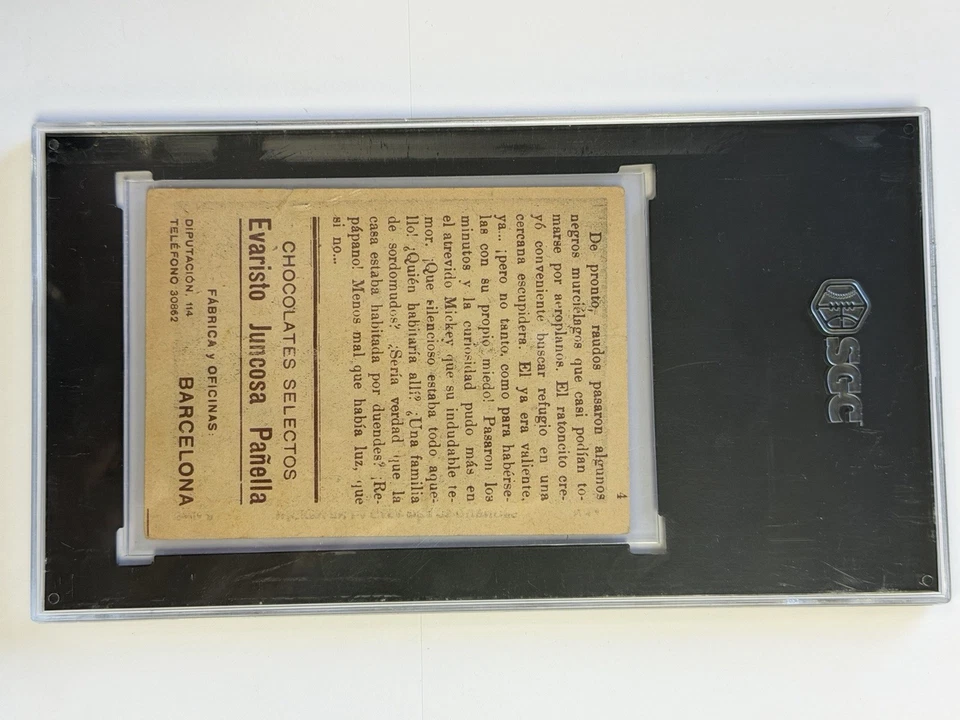 4
De pronto, raudos pasaron algunos
negros murciélagos que casi podían to-
marse por aeroplanos. El ratoncito cre-
yó conveniente buscar refugio en una
cercana escupidera. El ya era valiente,
ya... ¡pero no tanto, como para habérse-
las con su propio miedo! Pasaron los
minutos y la curiosidad pudo más en
el atrevido Mickey que su indudable te-
mor. ¡Que silencioso estaba todo aque-
llo! ¿Quién habitaría allí? ¿Una familia
de sordomudos? ¿Sería verdad que la
casa estaba habitada por duendes? ¡Re-
pápano! Menos mal que había luz, que
si no...
CHOCOLATES SELECTOS
Evaristo Juncosa Pañella
FÁBRICA y OFICINAS:
DIPUTACIÓN, 114
TELÉFONO 30862
BARCELONA
SGC